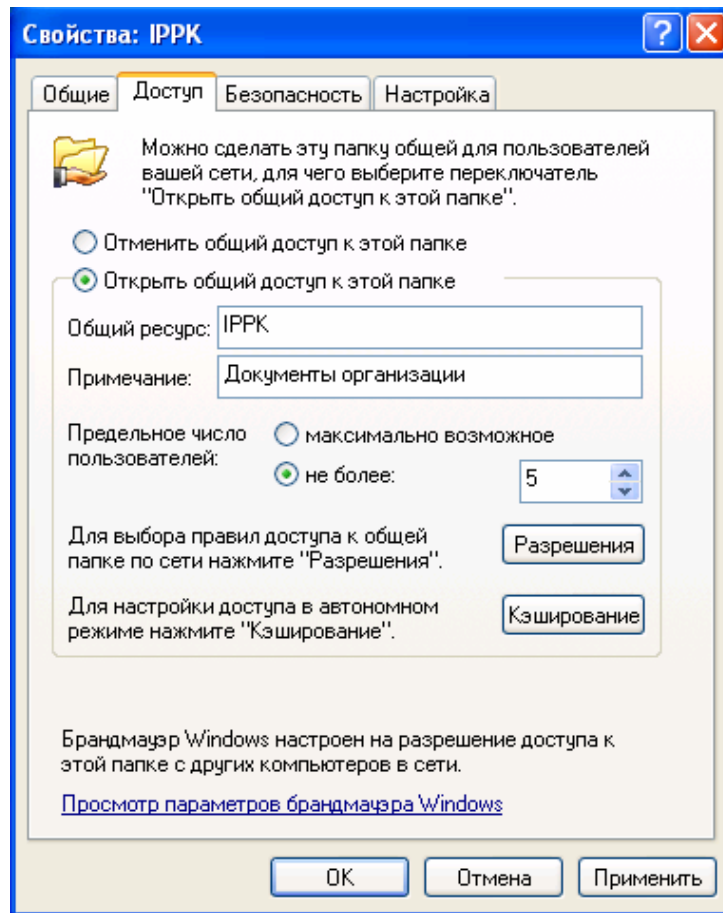 Свойства: IPPK
Общие Доступ Безопасность Настройка
Можно сделать эту папку общей для пользователей
вашей сети, для чего выберите переключатель
"Открыть общий доступ к этой папке".
Отменить общий доступ к этой папке
Открыть общий доступ к этой папке
Общий ресурс: IPPK
Примечание: Документы организации
Предельное число
пользователей:
максимально возможное
не более: 5
Для выбора правил доступа к общей
папке по сети нажмите "Разрешения".
Разрешения
Для настройки доступа в автономном
режиме нажмите "Кэширование".
Кэширование
Брандмауэр Windows настроен на разрешение доступа к
этой папке с других компьютеров в сети.
Просмотр параметров брандмауэра Windows
OK Отмена Применить